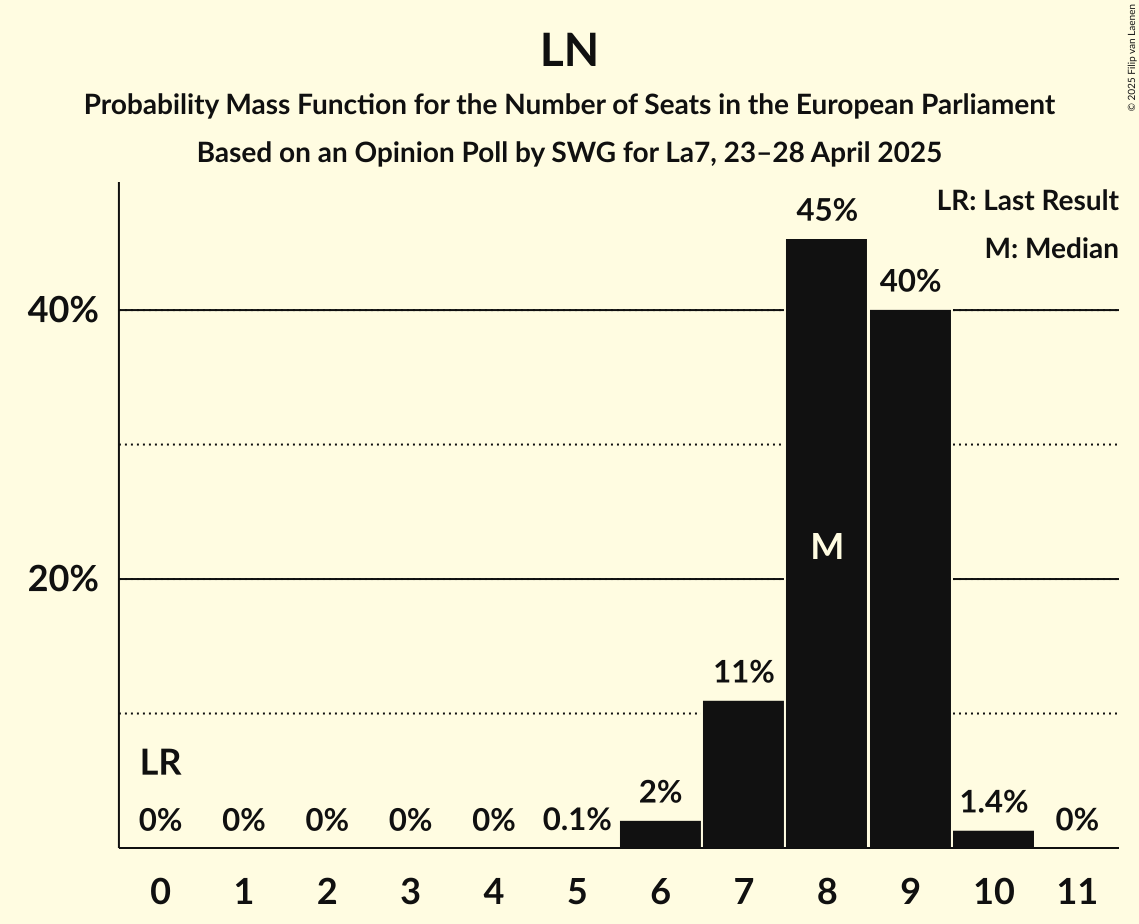 LN
Probability Mass Function for the Number of Seats in the European Parliament
Based on an Opinion Poll by SWG for La7, 23–28 April 2025
© 2025 Filip van Laenen
LR: Last Result
M: Median
45%
40%
40%
M
20%
11%
LR
2%
1.4%
0% 0% 0% 0% 0% 0.1% 0%
0 1 2 3 4 5 6 7 8 9 10 11